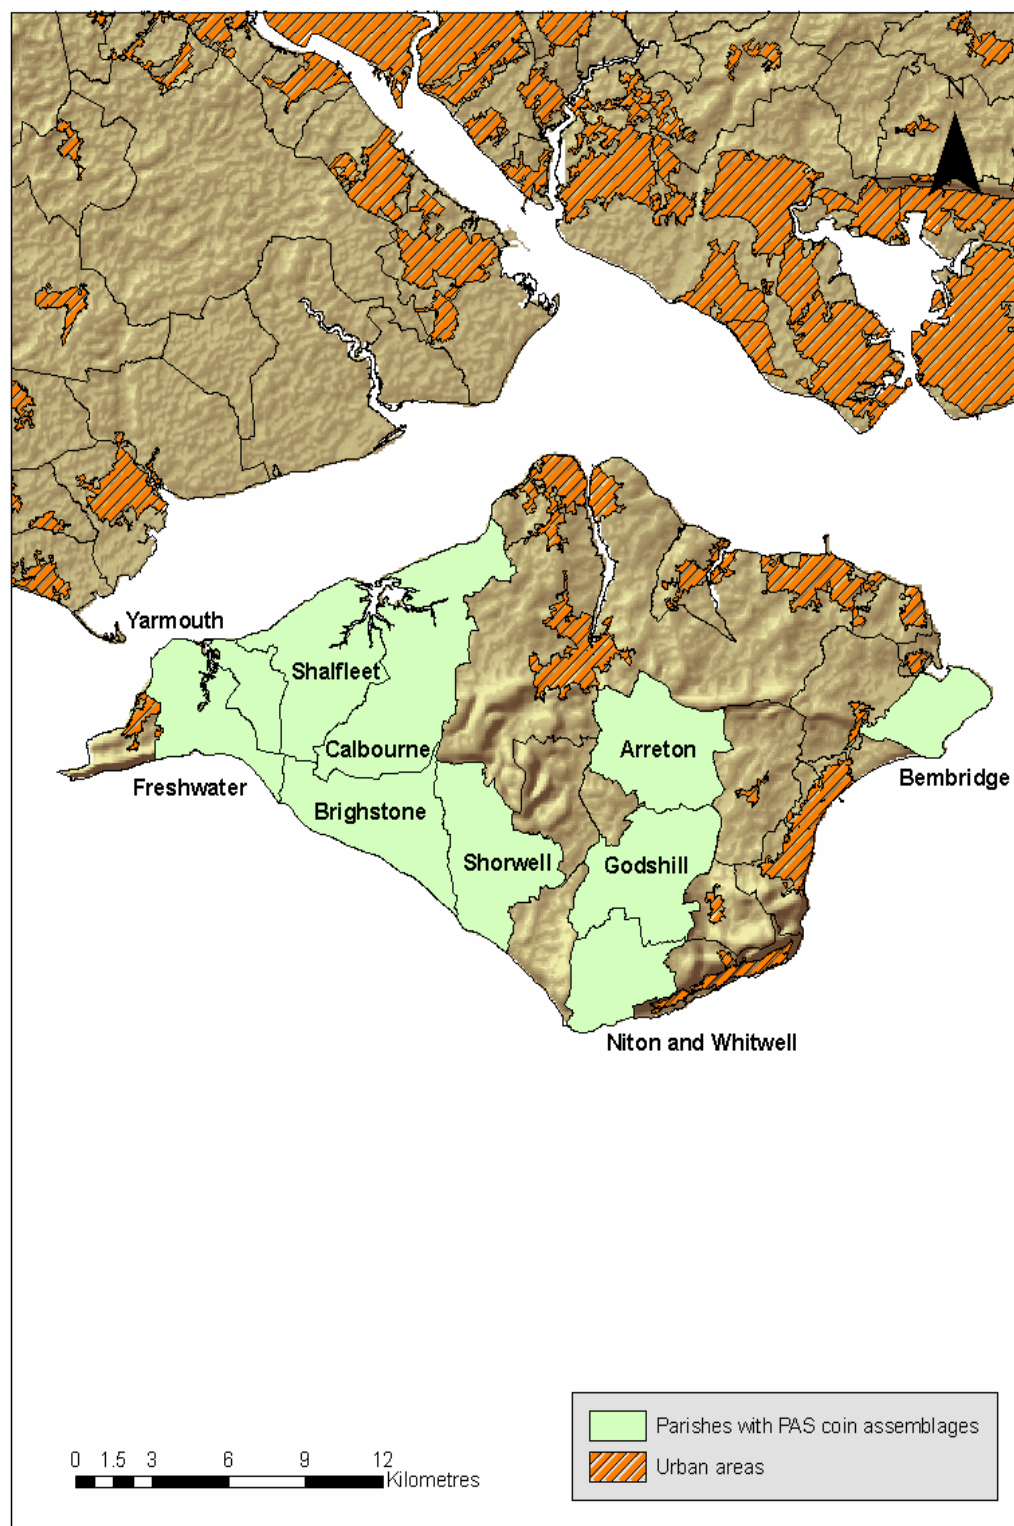 N
Yarmouth
Shalfleet
Calbourne
Arreton
Freshwater
Bembridge
Brighstone
Shorwell
Godshill
Niton and Whitwell
Parishes with PAS coin assemblages
Urban areas
0 1.5 3 6 9 12
Kilometres